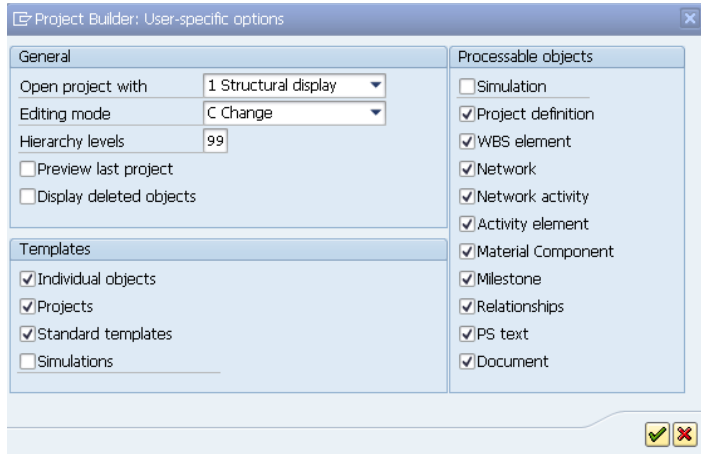 Project Builder: User-specific options
General
Open project with 1 Structural display
Editing mode C Change
Hierarchy levels 99
Preview last project
Display deleted objects
Templates
Individual objects
Projects
Standard templates
Simulations
Processable objects
Simulation
Project definition
WBS element
Network
Network activity
Activity element
Material Component
Milestone
Relationships
PS text
Document